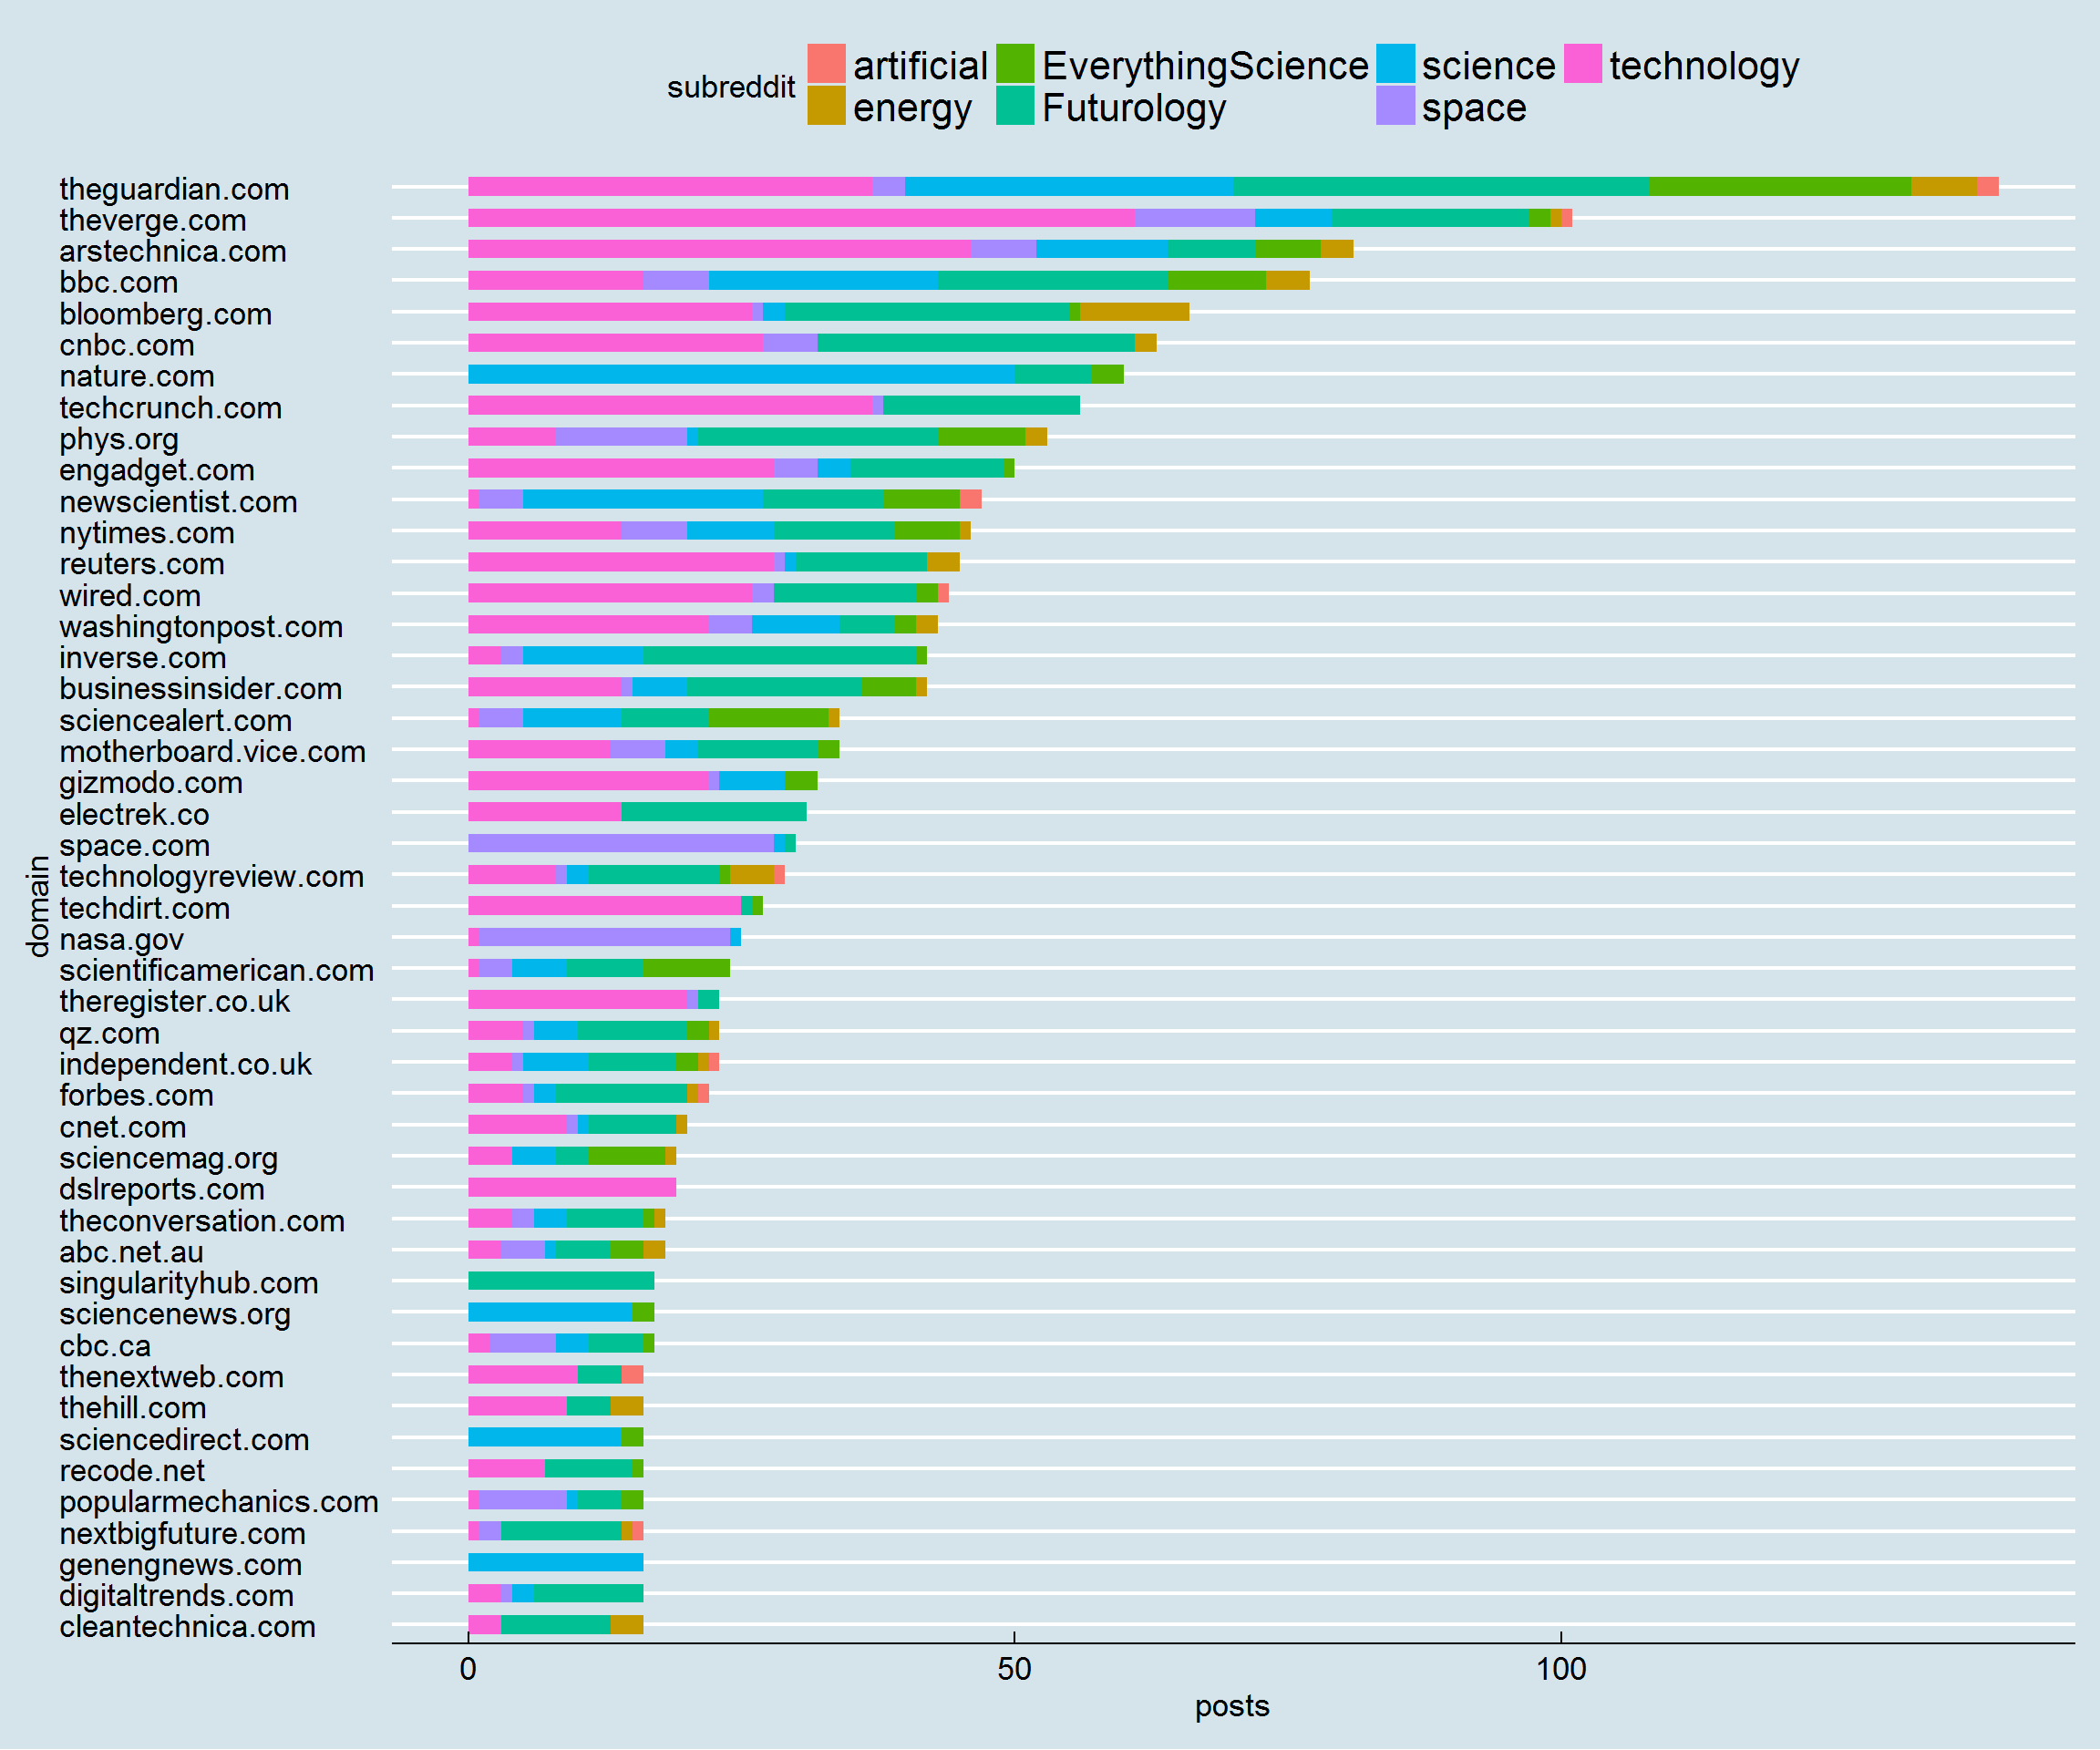 subreddit
artificial EverythingScience science technology
energy Futurology space
theguardian.com
theverge.com
arstechnica.com
bbc.com
bloomberg.com
cnbc.com
nature.com
techcrunch.com
phys.org
engadget.com
newscientist.com
nytimes.com
reuters.com
wired.com
washingtonpost.com
inverse.com
businessinsider.com
sciencealert.com
motherboard.vice.com
gizmodo.com
electrek.co
space.com
technologyreview.com
techdirt.com
nasa.gov
scientificamerican.com
theregister.co.uk
qz.com
independent.co.uk
forbes.com
cnet.com
sciencemag.org
dslreports.com
theconversation.com
abc.net.au
singularityhub.com
sciencenews.org
cbc.ca
thenextweb.com
thehill.com
sciencedirect.com
recode.net
popularmechanics.com
nextbigfuture.com
genengnews.com
digitaltrends.com
cleantechnica.com
domain
0 50 100
posts